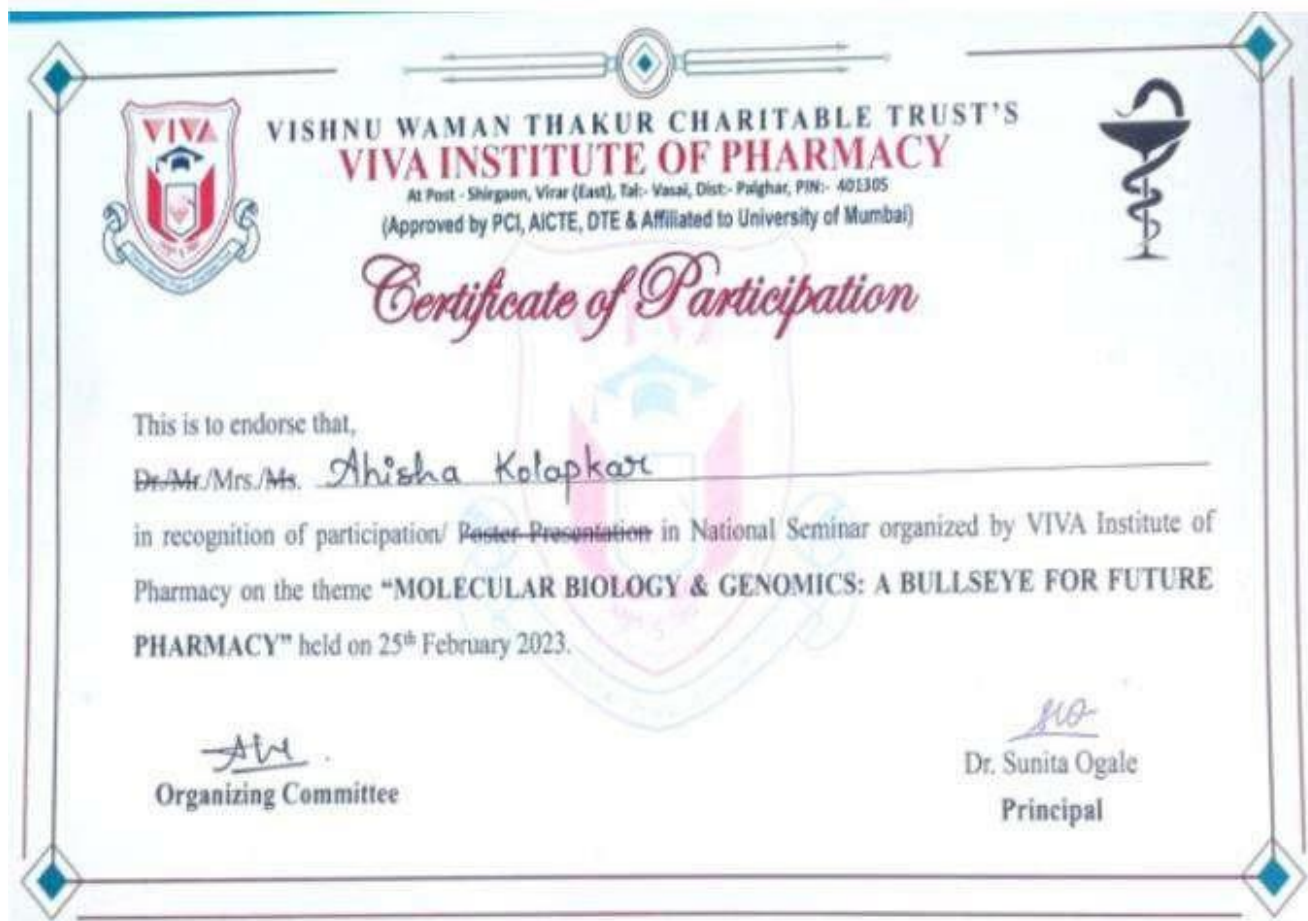 VIVA
VISHNU WAMAN THAKUR CHARITABLE TRUST'S
VIVA INSTITUTE OF PHARMACY
At Post - Shirgaon, Virar (East), Tal:- Vasai, Dist:- Palghar, PIN:- 401305
(Approved by PCI, AICTE, DTE & Affiliated to University of Mumbai)
Certificate of Participation
This is to endorse that,
Dr./Mr./Mrs./Ms. Ahisha Kolapkar
in recognition of participation/ Poster Presentation in National Seminar organized by VIVA Institute of
Pharmacy on the theme “MOLECULAR BIOLOGY & GENOMICS: A BULLSEYE FOR FUTURE
PHARMACY” held on 25th February 2023.
Organizing Committee
Dr. Sunita Ogale
Principal